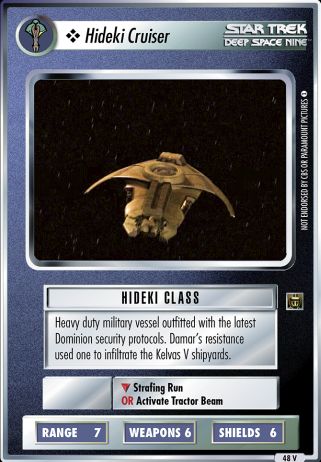 ❖ Hideki Cruiser
STAR TREK
DEEP SPACE NINE
NOT ENDORSED BY CBS OR PARAMOUNT PICTURES
HIDEKI CLASS
Heavy duty military vessel outfitted with the latest
Dominion security protocols. Damar's resistance
used one to infiltrate the Kelvas V shipyards.
Strafing Run
OR Activate Tractor Beam
RANGE 7 WEAPONS 6 SHIELDS 6
48 V